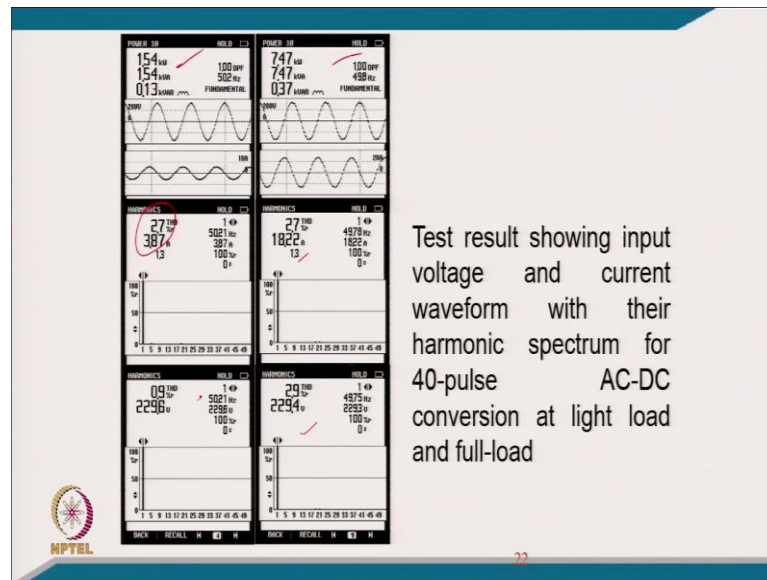 POWER 3Ø HOLD
1.54 kW
1.54 kVA 1.00 DPF
0.13 kVAR 50.2 Hz
FUNDAMENTAL
200V
10A
HARMONICS HOLD
2.7 THD %r 1
3.87 A 50.21 Hz
1.3 3.87 A
100 %r
0°
100
%r
50
0
1 5 9 13 17 21 25 29 33 37 41 45 49
HARMONICS HOLD
0.9 THD %r 1
229.6 V 50.21 Hz
229.6 V
100 %r
0°
100
%r
50
0
1 5 9 13 17 21 25 29 33 37 41 45 49
BACK RECALL 4
POWER 3Ø HOLD
7.47 kW
7.47 kVA 1.00 DPF
0.37 kVAR 49.8 Hz
FUNDAMENTAL
200V
20A
HARMONICS HOLD
2.7 THD %r 1
18.22 A 49.78 Hz
1.3 18.22 A
100 %r
0°
100
%r
50
0
1 5 9 13 17 21 25 29 33 37 41 45 49
HARMONICS HOLD
2.9 THD %r 1
229.4 V 49.75 Hz
229.3 V
100 %r
0°
100
%r
50
0
1 5 9 13 17 21 25 29 33 37 41 45 49
BACK RECALL
Test result showing input
voltage and current
waveform with their
harmonic spectrum for
40-pulse AC-DC
conversion at light load
and full-load
NPTEL
22